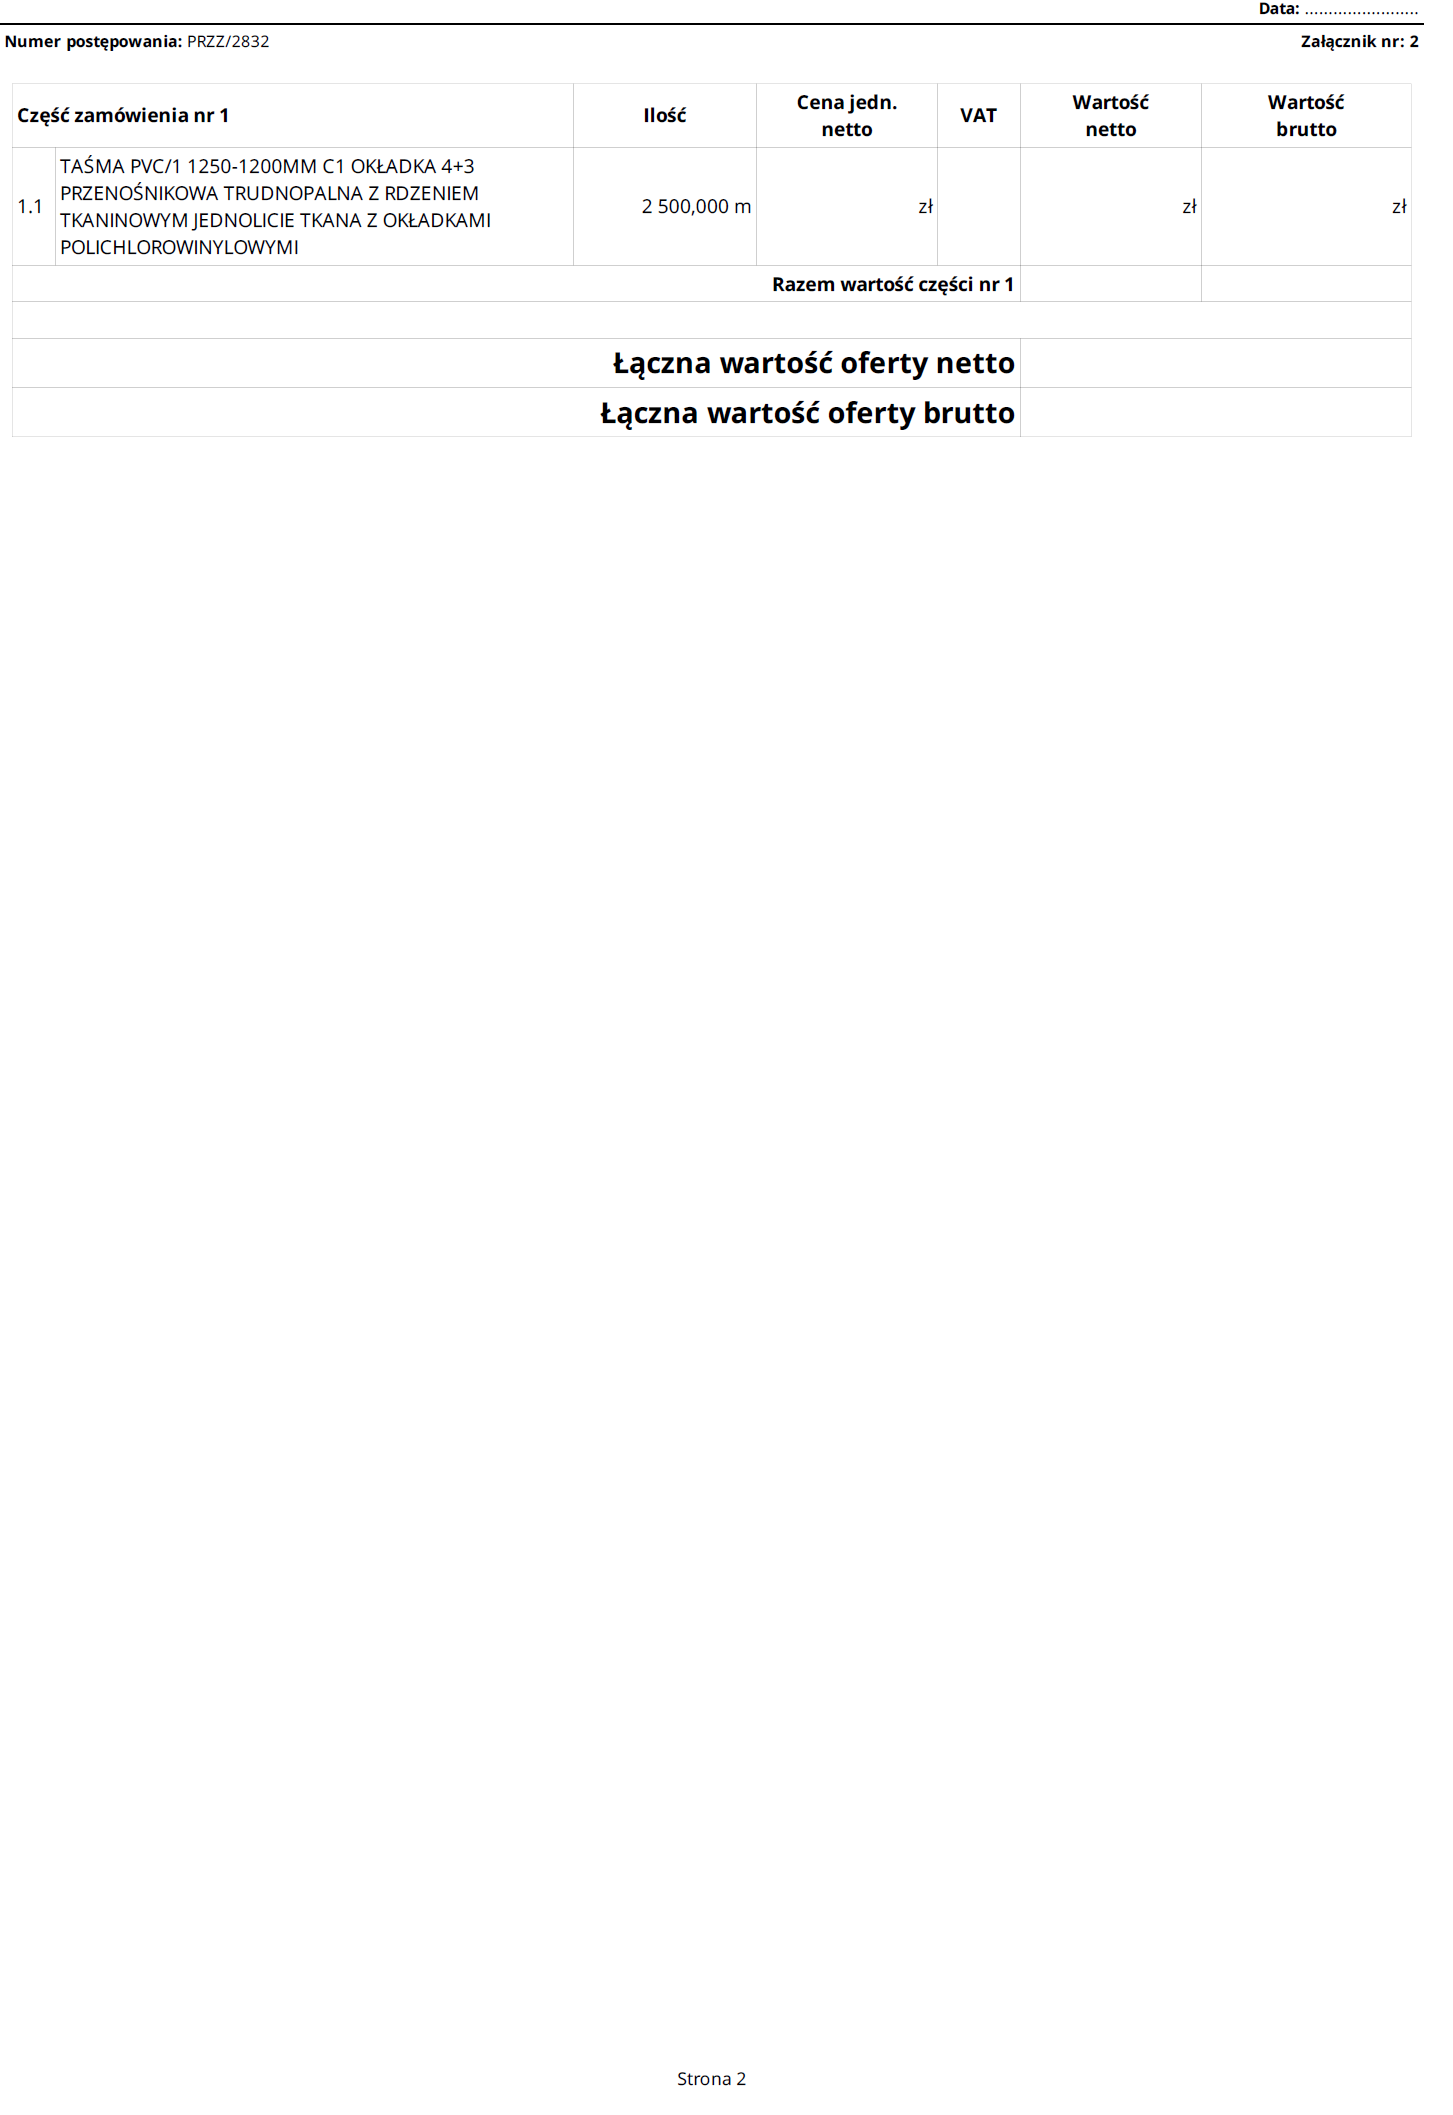 Data: ........................
Numer postępowania: PRZZ/2832 Załącznik nr: 2
Część zamówienia nr 1 Ilość Cena jedn. netto VAT Wartość netto Wartość brutto
1.1 TAŚMA PVC/1 1250-1200MM C1 OKŁADKA 4+3
PRZENOŚNIKOWA TRUDNOPALNA Z RDZENIEM
TKANINOWYM JEDNOLICIE TKANA Z OKŁADKAMI
POLICHLOROWINYLOWYMI
2 500,000 m zł zł zł
Razem wartość części nr 1
Łączna wartość oferty netto
Łączna wartość oferty brutto
Strona 2